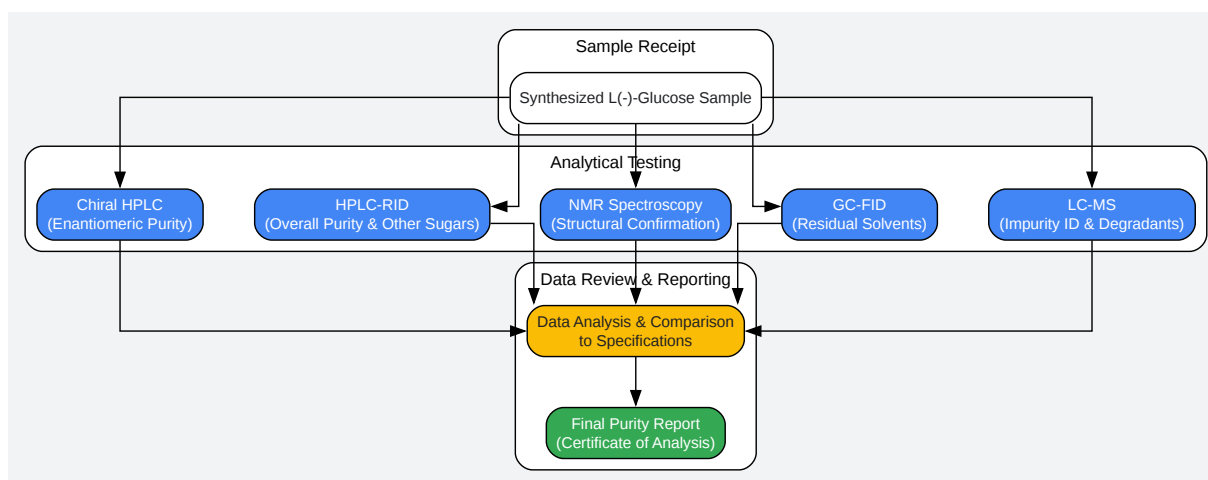 Sample Receipt
Synthesized L(-)-Glucose Sample
Analytical Testing
Chiral HPLC
(Enantiomeric Purity)
HPLC-RID
(Overall Purity & Other Sugars)
NMR Spectroscopy
(Structural Confirmation)
GC-FID
(Residual Solvents)
LC-MS
(Impurity ID & Degradants)
Data Review & Reporting
Data Analysis & Comparison
to Specifications
Final Purity Report
(Certificate of Analysis)